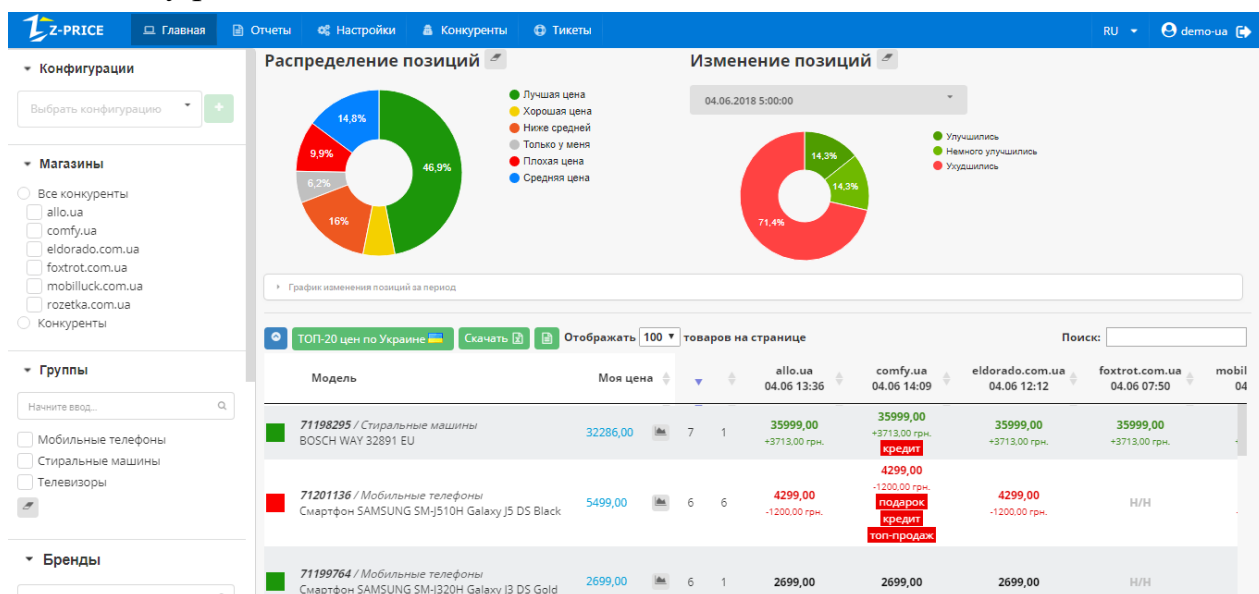 Z-PRICE Главная Отчеты Настройки Конкуренты Тикеты RU demo-ua
Конфигурации
Выбрать конфигурацию +
Магазины
Все конкуренты
allo.ua
comfy.ua
eldorado.com.ua
foxtrot.com.ua
mobilluck.com.ua
rozetka.com.ua
Конкуренты
Группы
Начните ввод...
Мобильные телефоны
Стиральные машины
Телевизоры
Бренды
Распределение позиций
14,8%
9,9%
6,2%
16%
46,9%
Лучшая цена
Хорошая цена
Ниже средней
Только у меня
Плохая цена
Средняя цена
Изменение позиций
04.06.2018 5:00:00
14,3%
14,3%
71,4%
Улучшились
Немного улучшились
Ухудшились
График изменения позиций за период
ТОП-20 цен по Украине Скачать Отображать 100 товаров на странице Поиск:
Модель Моя цена allo.ua comfy.ua eldorado.com.ua foxtrot.com.ua mobil
04.06 13:36 04.06 14:09 04.06 12:12 04.06 07:50 04
71198295 / Стиральные машины
BOSCH WAY 32891 EU
32286,00 7 1
35999,00
+3713,00 грн.
35999,00
+3713,00 грн.
кредит
35999,00
+3713,00 грн.
35999,00
+3713,00 грн.
71201136 / Мобильные телефоны
Смартфон SAMSUNG SM-J510H Galaxy J5 DS Black
5499,00 6 6
4299,00
-1200,00 грн.
4299,00
-1200,00 грн.
подарок
кредит
топ-продаж
4299,00
-1200,00 грн.
Н/Н
71199764 / Мобильные телефоны
Смартфон SAMSUNG SM-J320H Galaxy J3 DS Gold
2699,00 6 1 2699,00 2699,00 2699,00 Н/Н